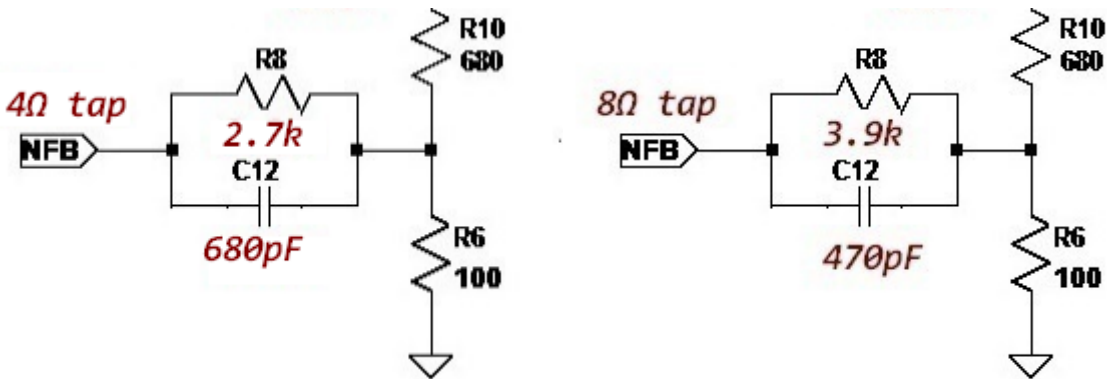 R10
680
R8
4Ω tap
NFB
2.7k
C12
680pF
R6
100
R10
680
R8
8Ω tap
NFB
3.9k
C12
470pF
R6
100